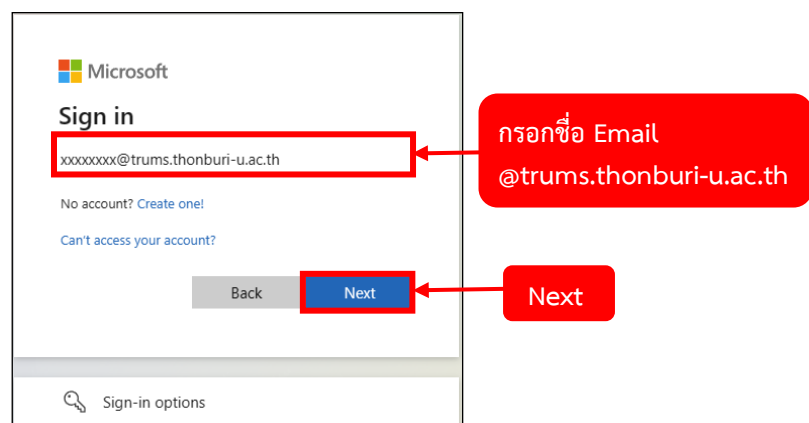 Microsoft
Sign in
xxxxxxxx@trums.thonburi-u.ac.th
กรอกชื่อ Email
@trums.thonburi-u.ac.th
No account? Create one!
Can't access your account?
Back
Next
Next
Sign-in options